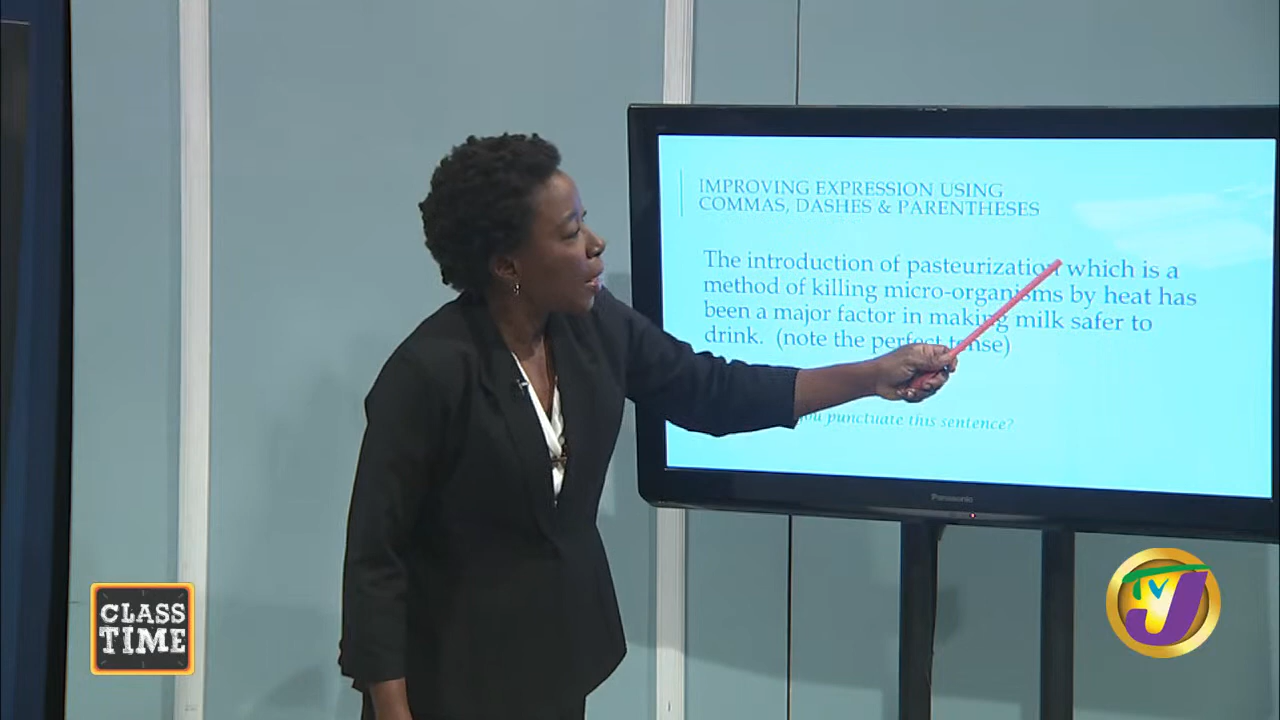 IMPROVING EXPRESSION USING
COMMAS, DASHES & PARENTHESES
The introduction of pasteurization which is a
method of killing micro-organisms by heat has
been a major factor in making milk safer to
drink. (note the perfect tense)
you punctuate this sentence?
Panasonic
CLASS
TIME
TVJ